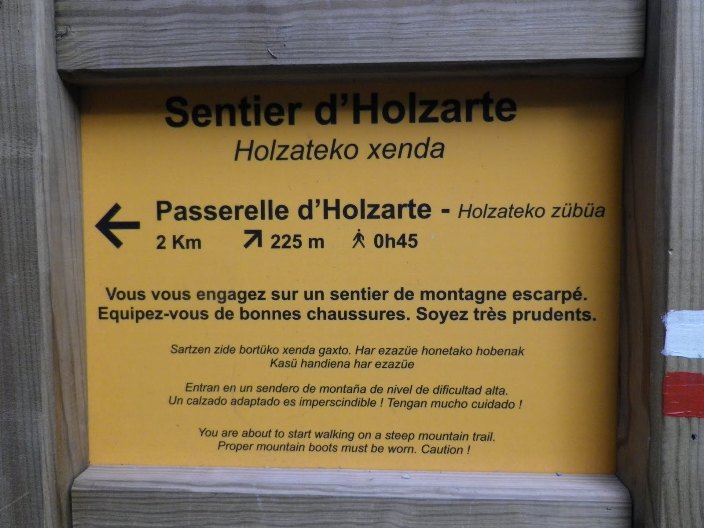 Sentier d'Holzarte
Holzateko xenda
Passerelle d'Holzarte - Holzateko zübüa
2 Km 225 m 0h45
Vous vous engagez sur un sentier de montagne escarpé.
Equipez-vous de bonnes chaussures. Soyez très prudents.
Sartzen zide bortüko xenda gaxto. Har ezazüe honetako hobenak
Kasü handiena har ezazüe
Entran en un sendero de montaña de nivel de dificultad alta.
Un calzado adaptado es imperscindible ! Tengan mucho cuidado !
You are about to start walking on a steep mountain trail.
Proper mountain boots must be worn. Caution !